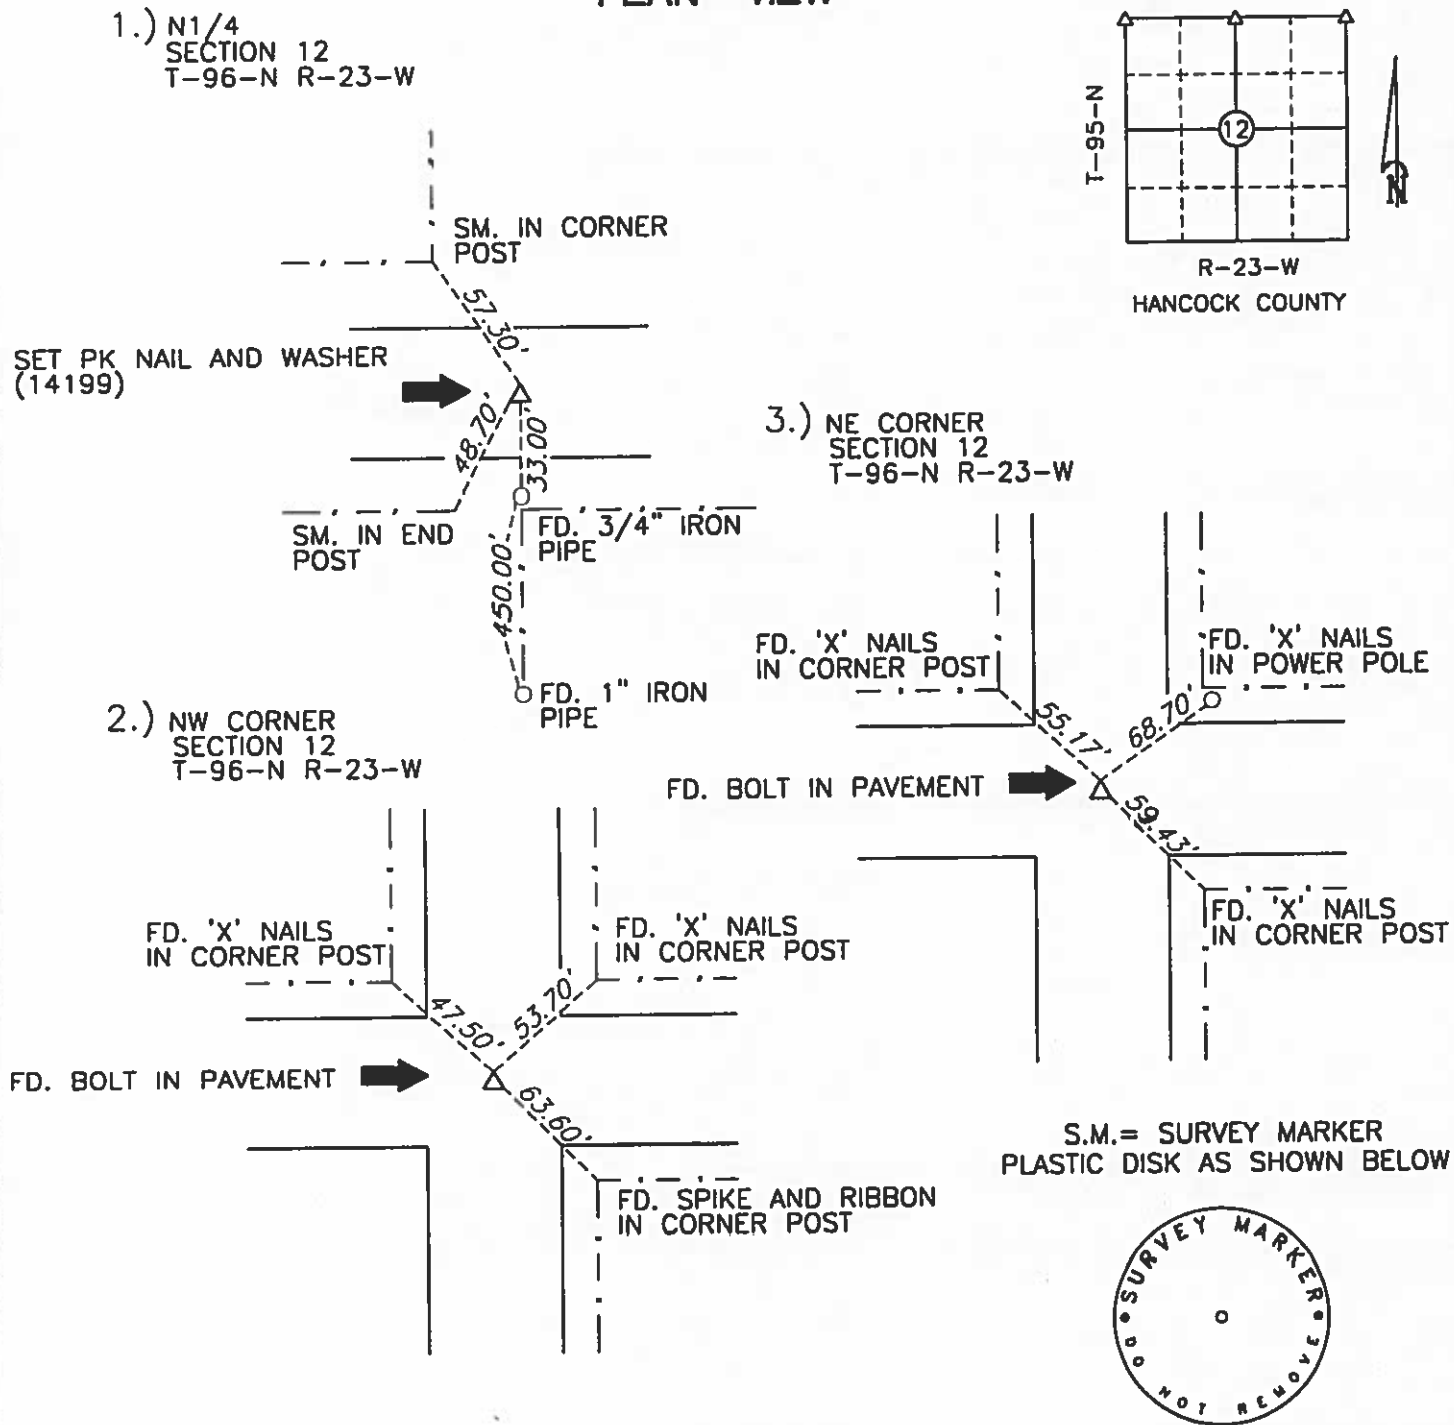 PLAN VIEW
1.) N1/4
SECTION 12
T-96-N R-23-W
T-95-N
12
N
R-23-W
HANCOCK COUNTY
SM. IN CORNER
POST
57.30'
SET PK NAIL AND WASHER
(14199)
48.70'
33.00'
SM. IN END
POST
FD. 3/4" IRON
PIPE
450.00'
FD. 1" IRON
PIPE
3.) NE CORNER
SECTION 12
T-96-N R-23-W
FD. 'X' NAILS
IN CORNER POST
FD. 'X' NAILS
IN POWER POLE
55.17'
68.70'
FD. BOLT IN PAVEMENT
59.43'
FD. 'X' NAILS
IN CORNER POST
2.) NW CORNER
SECTION 12
T-96-N R-23-W
FD. 'X' NAILS
IN CORNER POST
FD. 'X' NAILS
IN CORNER POST
47.50'
53.70'
FD. BOLT IN PAVEMENT
63.60'
FD. SPIKE AND RIBBON
IN CORNER POST
S.M.= SURVEY MARKER
PLASTIC DISK AS SHOWN BELOW
SURVEY MARKER
DO NOT REMOVE